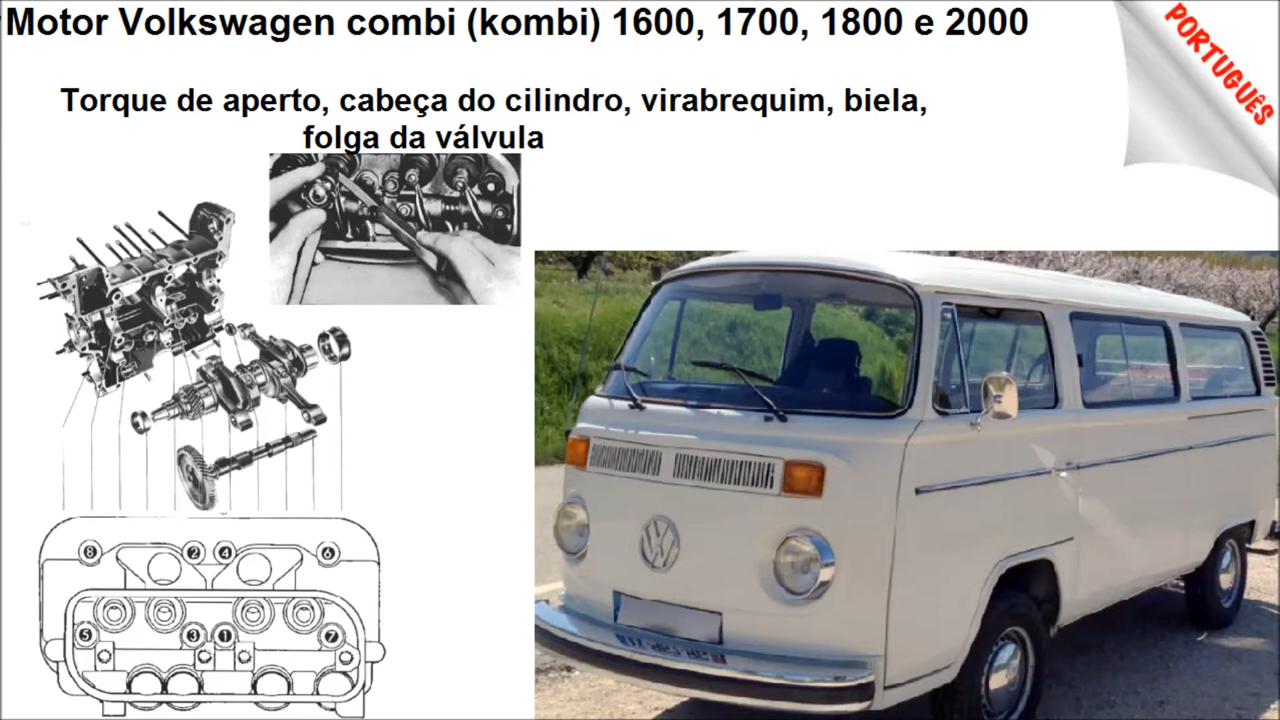 Motor Volkswagen combi (kombi) 1600, 1700, 1800 e 2000
PORTUGUÊS
Torque de aperto, cabeça do cilindro, virabrequim, biela,
folga da válvula
8 2 4 6
5 3 1 7